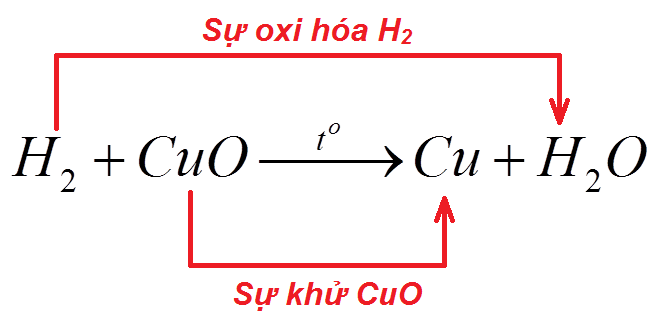 Sự oxi hóa H₂
t°
H₂ + CuO ⟶ Cu + H₂O
Sự khử CuO